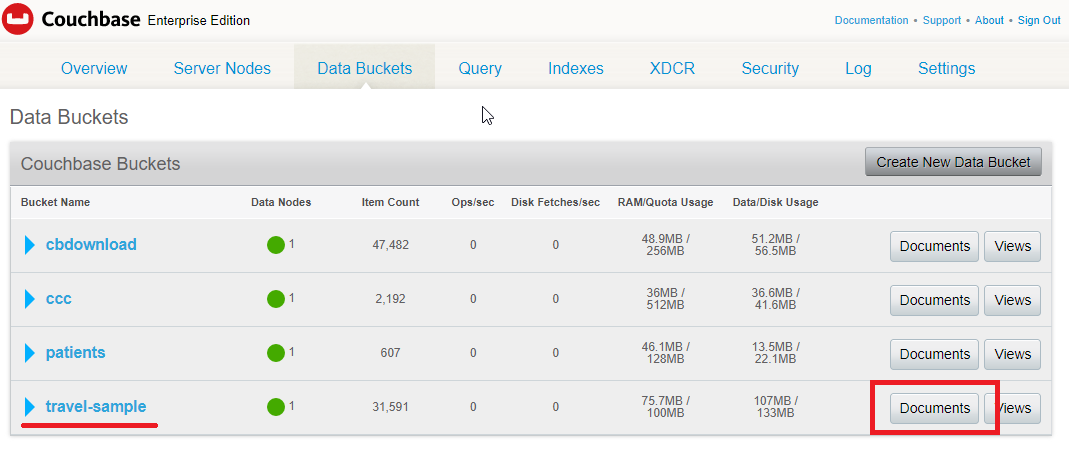 Couchbase Enterprise Edition
Documentation • Support • About • Sign Out
Overview Server Nodes Data Buckets Query Indexes XDCR Security Log Settings
Data Buckets
Couchbase Buckets Create New Data Bucket
Bucket Name Data Nodes Item Count Ops/sec Disk Fetches/sec RAM/Quota Usage Data/Disk Usage
cbdownload 1 47,482 0 0 48.9MB / 256MB 51.2MB / 56.5MB Documents Views
ccc 1 2,192 0 0 36MB / 512MB 36.6MB / 41.6MB Documents Views
patients 1 607 0 0 46.1MB / 128MB 13.5MB / 22.1MB Documents Views
travel-sample 1 31,591 0 0 75.7MB / 100MB 107MB / 133MB Documents Views